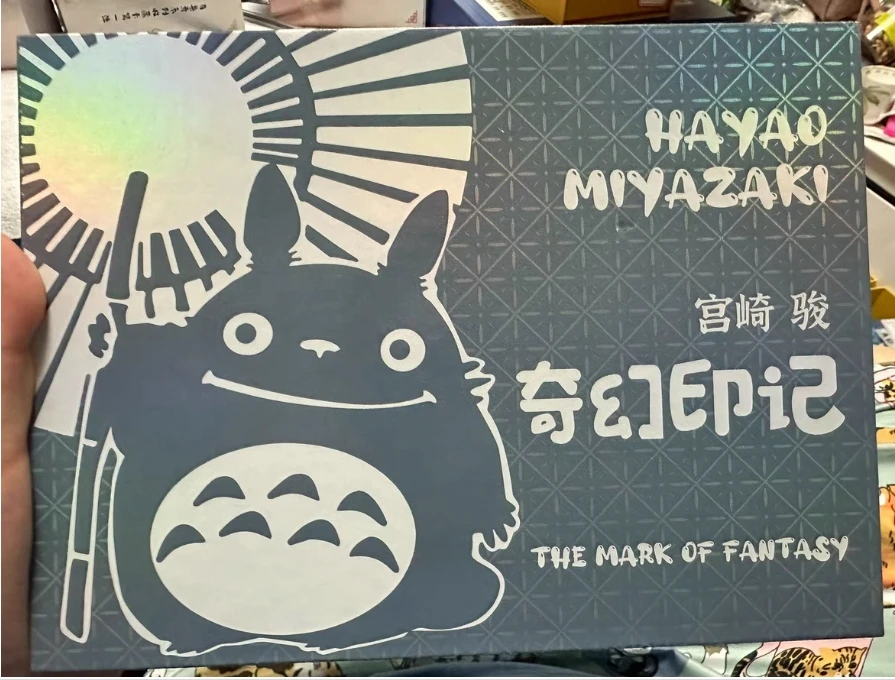 HAYAO
MIYAZAKI
宫崎 骏
奇幻印记
THE MARK OF FANTASY